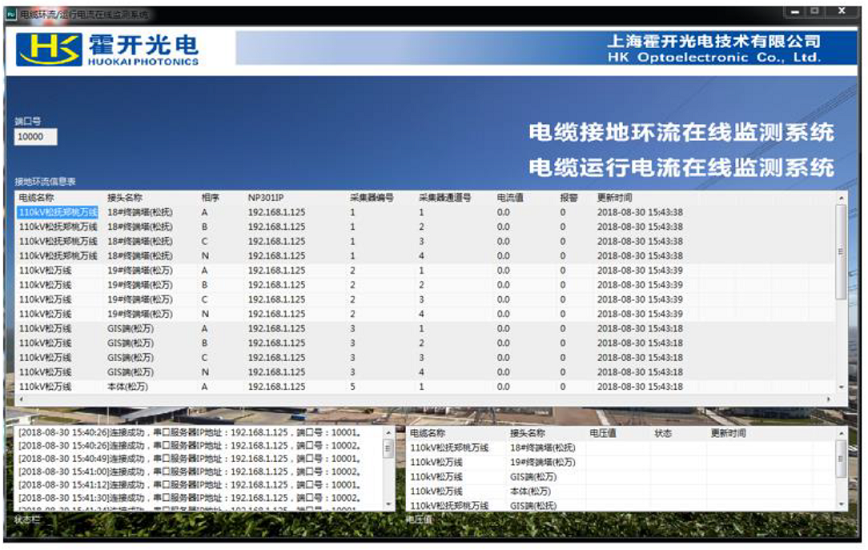 电缆环流/运行电流在线监测系统
霍开光电
HUOKAI PHOTONICS
上海霍开光电技术有限公司
HK Optoelectronic Co., Ltd.
端口号
10000
电缆接地环流在线监测系统
电缆运行电流在线监测系统
接地环流信息表
电缆名称 接头名称 相序 NP301IP 采集器编号 采集器通道号 电流值 报警 更新时间
110kV松抚郑桃万线 18#终端塔(松抚) A 192.168.1.125 1 1 0.0 0 2018-08-30 15:43:38
110kV松抚郑桃万线 18#终端塔(松抚) B 192.168.1.125 1 2 0.0 0 2018-08-30 15:43:38
110kV松抚郑桃万线 18#终端塔(松抚) C 192.168.1.125 1 3 0.0 0 2018-08-30 15:43:38
110kV松抚郑桃万线 18#终端塔(松抚) N 192.168.1.125 1 4 0.0 0 2018-08-30 15:43:38
110kV松万线 19#终端塔(松万) A 192.168.1.125 2 1 0.0 0 2018-08-30 15:43:39
110kV松万线 19#终端塔(松万) B 192.168.1.125 2 2 0.0 0 2018-08-30 15:43:39
110kV松万线 19#终端塔(松万) C 192.168.1.125 2 3 0.0 0 2018-08-30 15:43:39
110kV松万线 19#终端塔(松万) N 192.168.1.125 2 4 0.0 0 2018-08-30 15:43:39
110kV松万线 GIS端(松万) A 192.168.1.125 3 1 0.0 0 2018-08-30 15:43:18
110kV松万线 GIS端(松万) B 192.168.1.125 3 2 0.0 0 2018-08-30 15:43:18
110kV松万线 GIS端(松万) C 192.168.1.125 3 3 0.0 0 2018-08-30 15:43:18
110kV松万线 GIS端(松万) N 192.168.1.125 3 4 0.0 0 2018-08-30 15:43:18
110kV松万线 本体(松万) A 192.168.1.125 5 1 0.0 0 2018-08-30 15:43:18
[2018-08-30 15:40:26]连接成功，串口服务器IP地址：192.168.1.125，端口号：10001。
[2018-08-30 15:40:26]连接成功，串口服务器IP地址：192.168.1.125，端口号：10002。
[2018-08-30 15:40:49]连接成功，串口服务器IP地址：192.168.1.125，端口号：10001。
[2018-08-30 15:41:00]连接成功，串口服务器IP地址：192.168.1.125，端口号：10002。
[2018-08-30 15:41:12]连接成功，串口服务器IP地址：192.168.1.125，端口号：10001。
[2018-08-30 15:41:30]连接成功，串口服务器IP地址：192.168.1.125，端口号：10002。
状态栏
电缆名称 接头名称 电压值 状态 更新时间
110kV松抚郑桃万线 18#终端塔(松抚)
110kV松万线 19#终端塔(松万)
110kV松万线 GIS端(松万)
110kV松万线 本体(松万)
110kV松抚郑桃万线 GIS端(松抚)
电压值